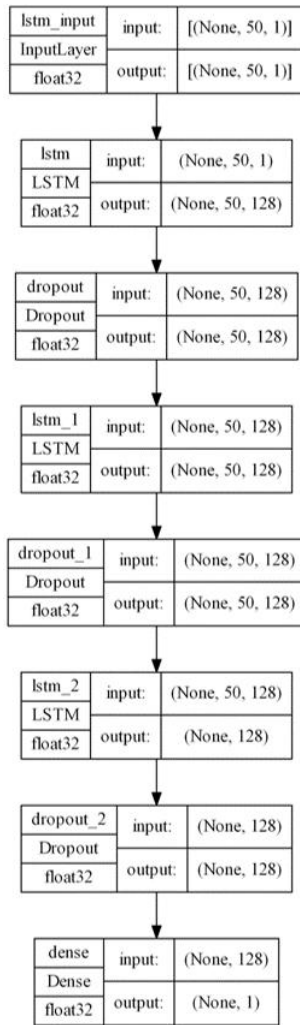 lstm_input
InputLayer
float32
input:
[(None, 50, 1)]
output:
[(None, 50, 1)]
lstm
LSTM
float32
input:
(None, 50, 1)
output:
(None, 50, 128)
dropout
Dropout
float32
input:
(None, 50, 128)
output:
(None, 50, 128)
lstm_1
LSTM
float32
input:
(None, 50, 128)
output:
(None, 50, 128)
dropout_1
Dropout
float32
input:
(None, 50, 128)
output:
(None, 50, 128)
lstm_2
LSTM
float32
input:
(None, 50, 128)
output:
(None, 128)
dropout_2
Dropout
float32
input:
(None, 128)
output:
(None, 128)
dense
Dense
float32
input:
(None, 128)
output:
(None, 1)